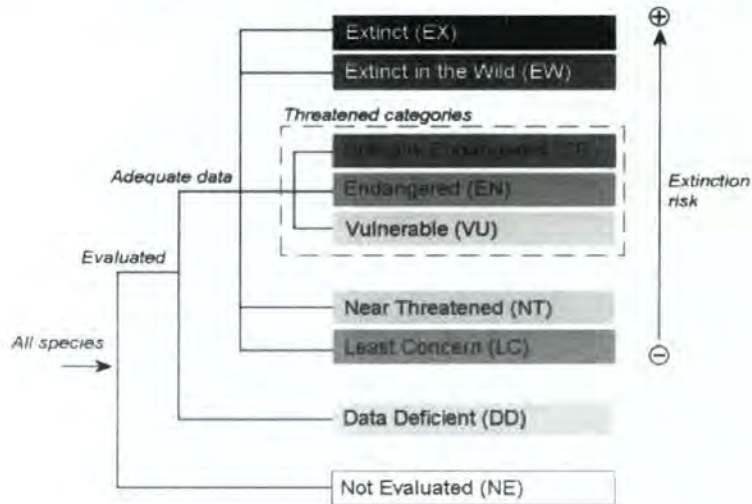 Extinct (EX)
Extinct in the Wild (EW)
Threatened categories
Endangered
Adequate data
Endangered (EN)
Extinction
risk
Vulnerable (VU)
Evaluated
Near Threatened (NT)
All species
Least Concern (LC)
Data Deficient (DD)
Not Evaluated (NE)